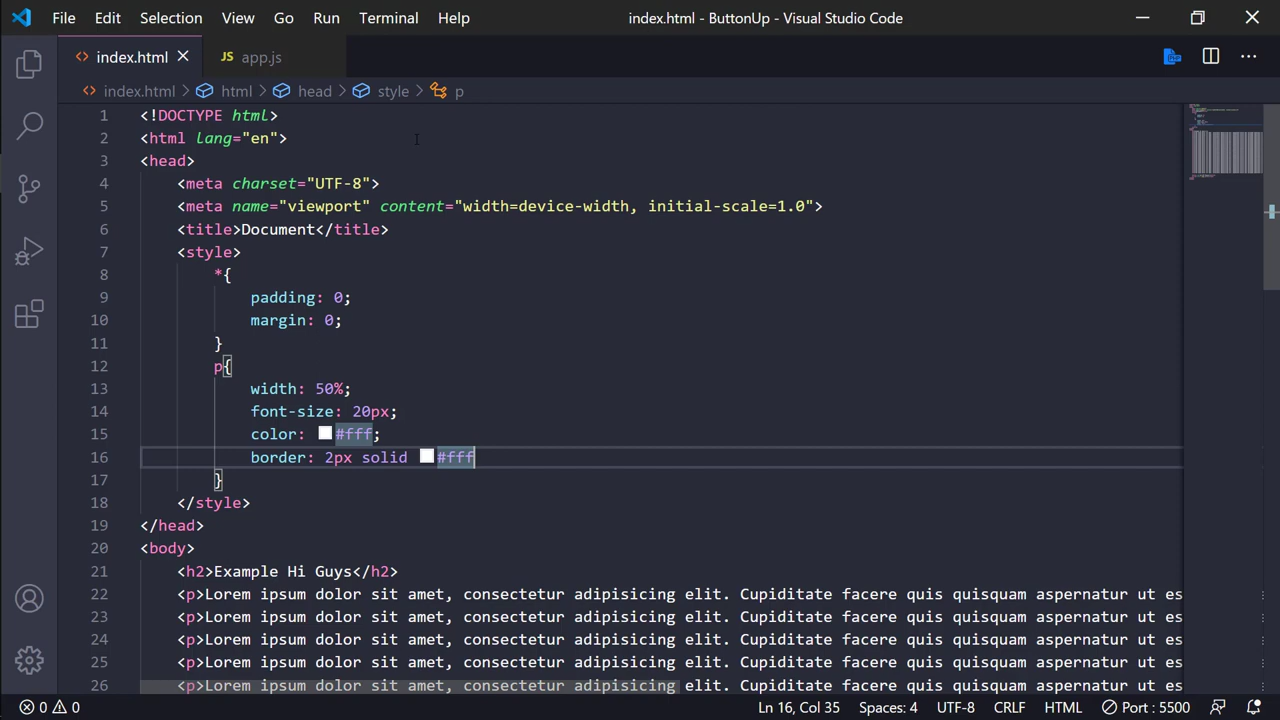 File Edit Selection View Go Run Terminal Help index.html - ButtonUp - Visual Studio Code
index.html JS app.js
index.html > html > head > style > p
1 <!DOCTYPE html>
2 <html lang="en">
3 <head>
4 <meta charset="UTF-8">
5 <meta name="viewport" content="width=device-width, initial-scale=1.0">
6 <title>Document</title>
7 <style>
8 *{
9 padding: 0;
10 margin: 0;
11 }
12 p{
13 width: 50%;
14 font-size: 20px;
15 color: #fff;
16 border: 2px solid #fff
17 }
18 </style>
19 </head>
20 <body>
21 <h2>Example Hi Guys</h2>
22 <p>Lorem ipsum dolor sit amet, consectetur adipisicing elit. Cupiditate facere quis quisquam aspernatur ut es
23 <p>Lorem ipsum dolor sit amet, consectetur adipisicing elit. Cupiditate facere quis quisquam aspernatur ut es
24 <p>Lorem ipsum dolor sit amet, consectetur adipisicing elit. Cupiditate facere quis quisquam aspernatur ut es
25 <p>Lorem ipsum dolor sit amet, consectetur adipisicing elit. Cupiditate facere quis quisquam aspernatur ut es
26 <p>Lorem ipsum dolor sit amet, consectetur adipisicing elit. Cupiditate facere quis quisquam aspernatur ut es
0 0 Ln 16, Col 35 Spaces: 4 UTF-8 CRLF HTML Port : 5500